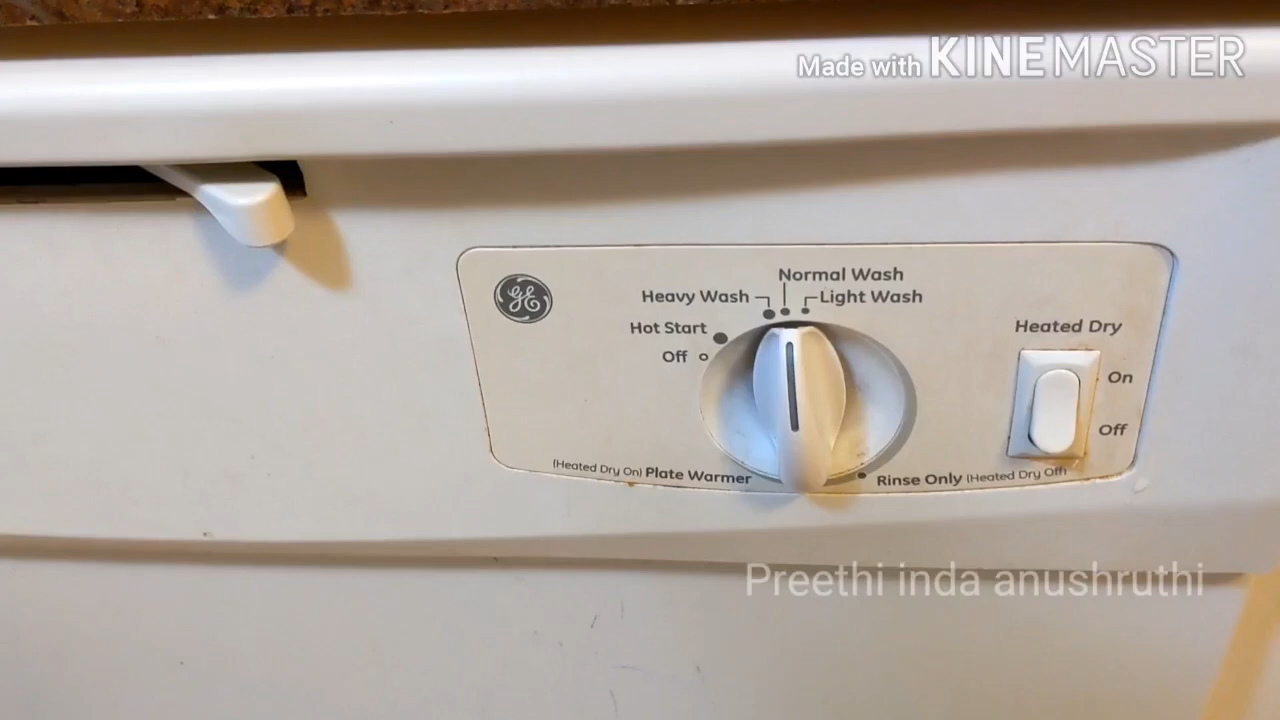 Made with KINEMASTER
GE
Normal Wash
Heavy Wash
Light Wash
Hot Start
Off
Heated Dry
On
Off
(Heated Dry On) Plate Warmer
Rinse Only (Heated Dry Off)
Preethi inda anushruthi